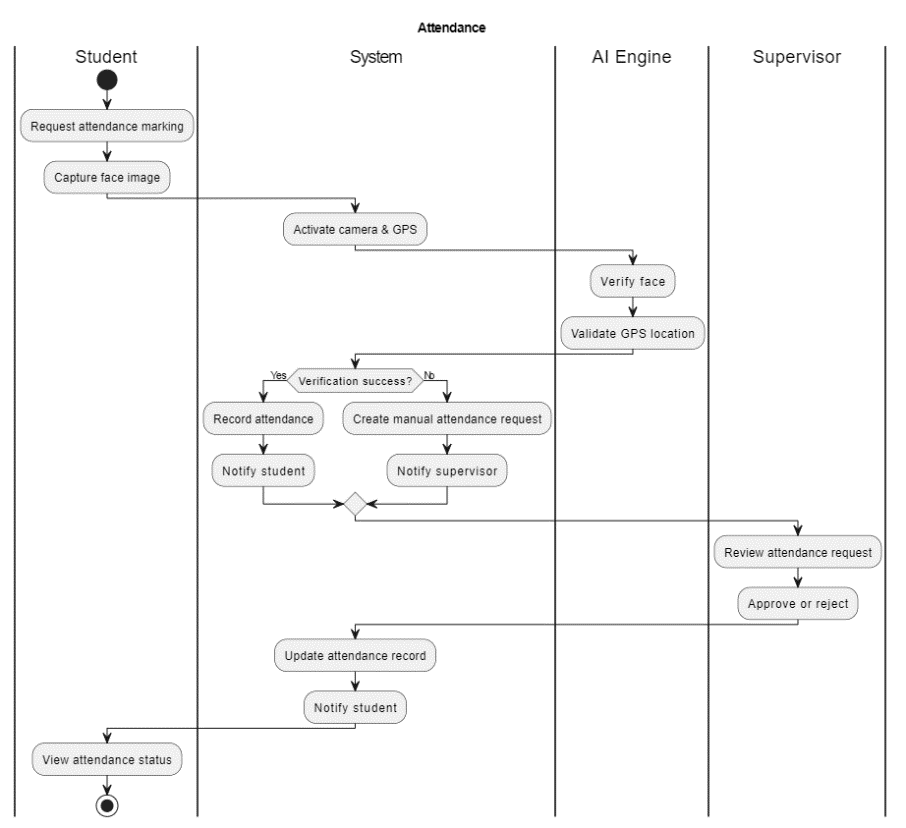 Attendance
Student
System
AI Engine
Supervisor
Request attendance marking
Capture face image
Activate camera & GPS
Verify face
Validate GPS location
Yes
Verification success?
No
Record attendance
Create manual attendance request
Notify student
Notify supervisor
Review attendance request
Approve or reject
Update attendance record
Notify student
View attendance status